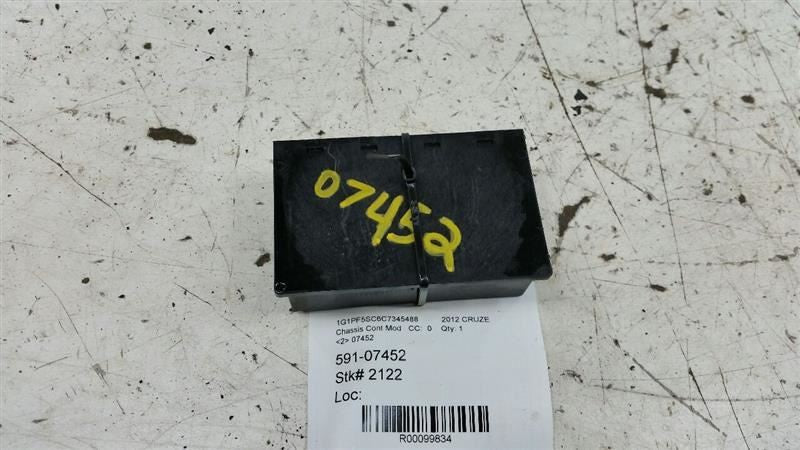 07452
1G1PF5SC6C7345488 2012 CRUZE
Chassis Cont Mod CC: 0 Qty: 1
<2> 07452
591-07452
Stk# 2122
Loc:
R00099834